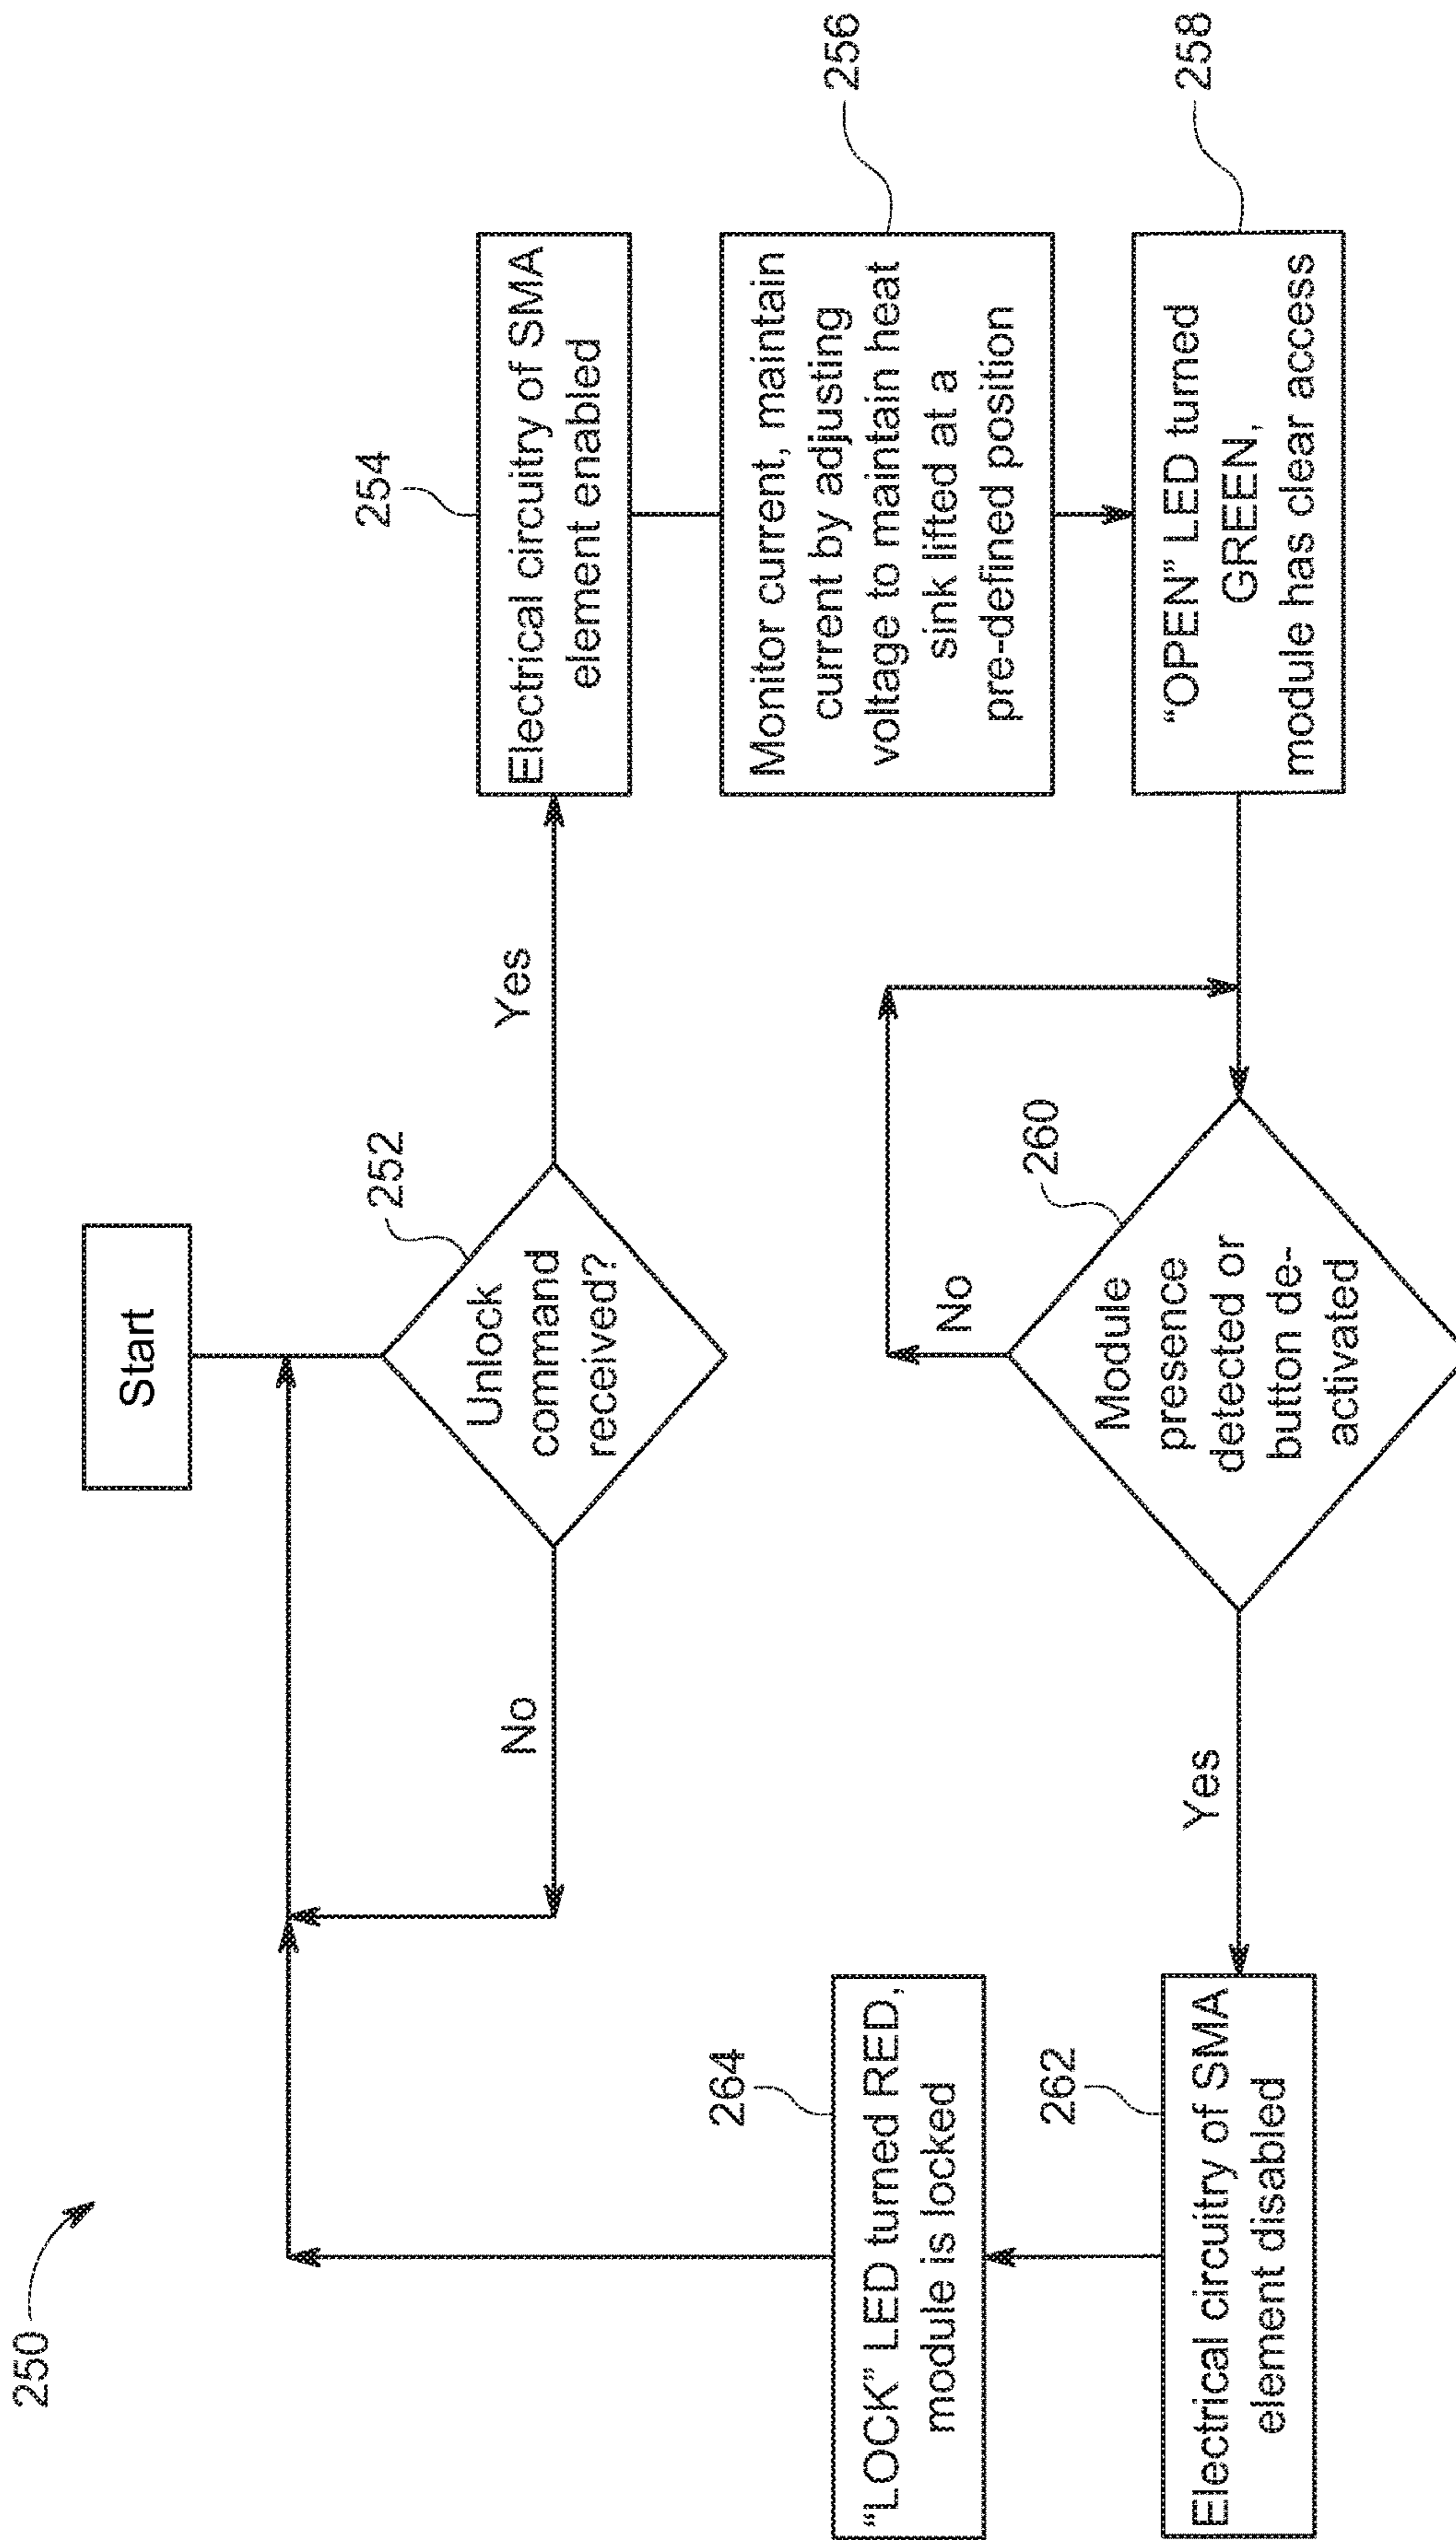 250
Start
252
Unlock
command
received?
Yes
No
254
Electrical circuitry of SMA
element enabled
256
Monitor current, maintain
current by adjusting
voltage to maintain heat
sink lifted at a
pre-defined position
258
"OPEN" LED turned
GREEN,
module has clear access
260
Module
presence
detected or
button de-
activated
No
Yes
262
Electrical circuitry of SMA
element disabled
264
"LOCK" LED turned RED,
module is locked